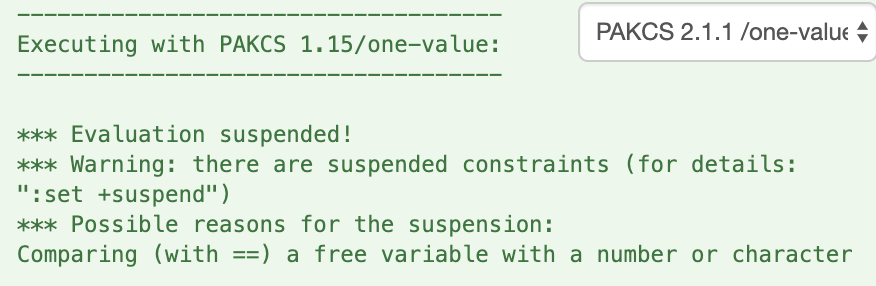 -------------------------------------
Executing with PAKCS 1.15/one-value:
PAKCS 2.1.1 /one-value
-------------------------------------
*** Evaluation suspended!
*** Warning: there are suspended constraints (for details:
":set +suspend")
*** Possible reasons for the suspension:
Comparing (with ==) a free variable with a number or character